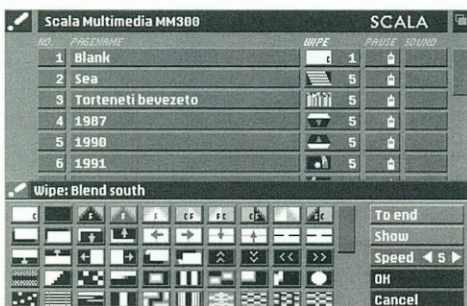 Scala Multimedia MM300 SCALA
NO. PAGENAME WIPE PAUSE SOUND
1 Blank 1
2 Sea 5
3 Torteneti bevezeto 5
4 1987 5
5 1990 5
6 1991 5
Wipe: Blend south
To end
Show
Speed 5
OK
Cancel